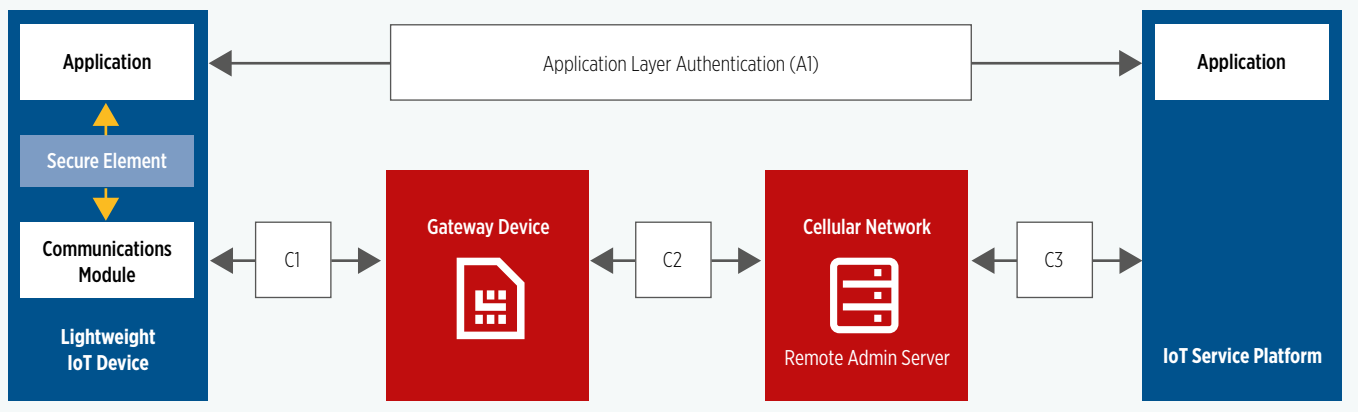 Application
Application Layer Authentication (A1)
Application
Secure Element
Communications
Module
C1
Gateway Device
C2
Cellular Network
C3
Lightweight
IoT Device
Remote Admin Server
IoT Service Platform